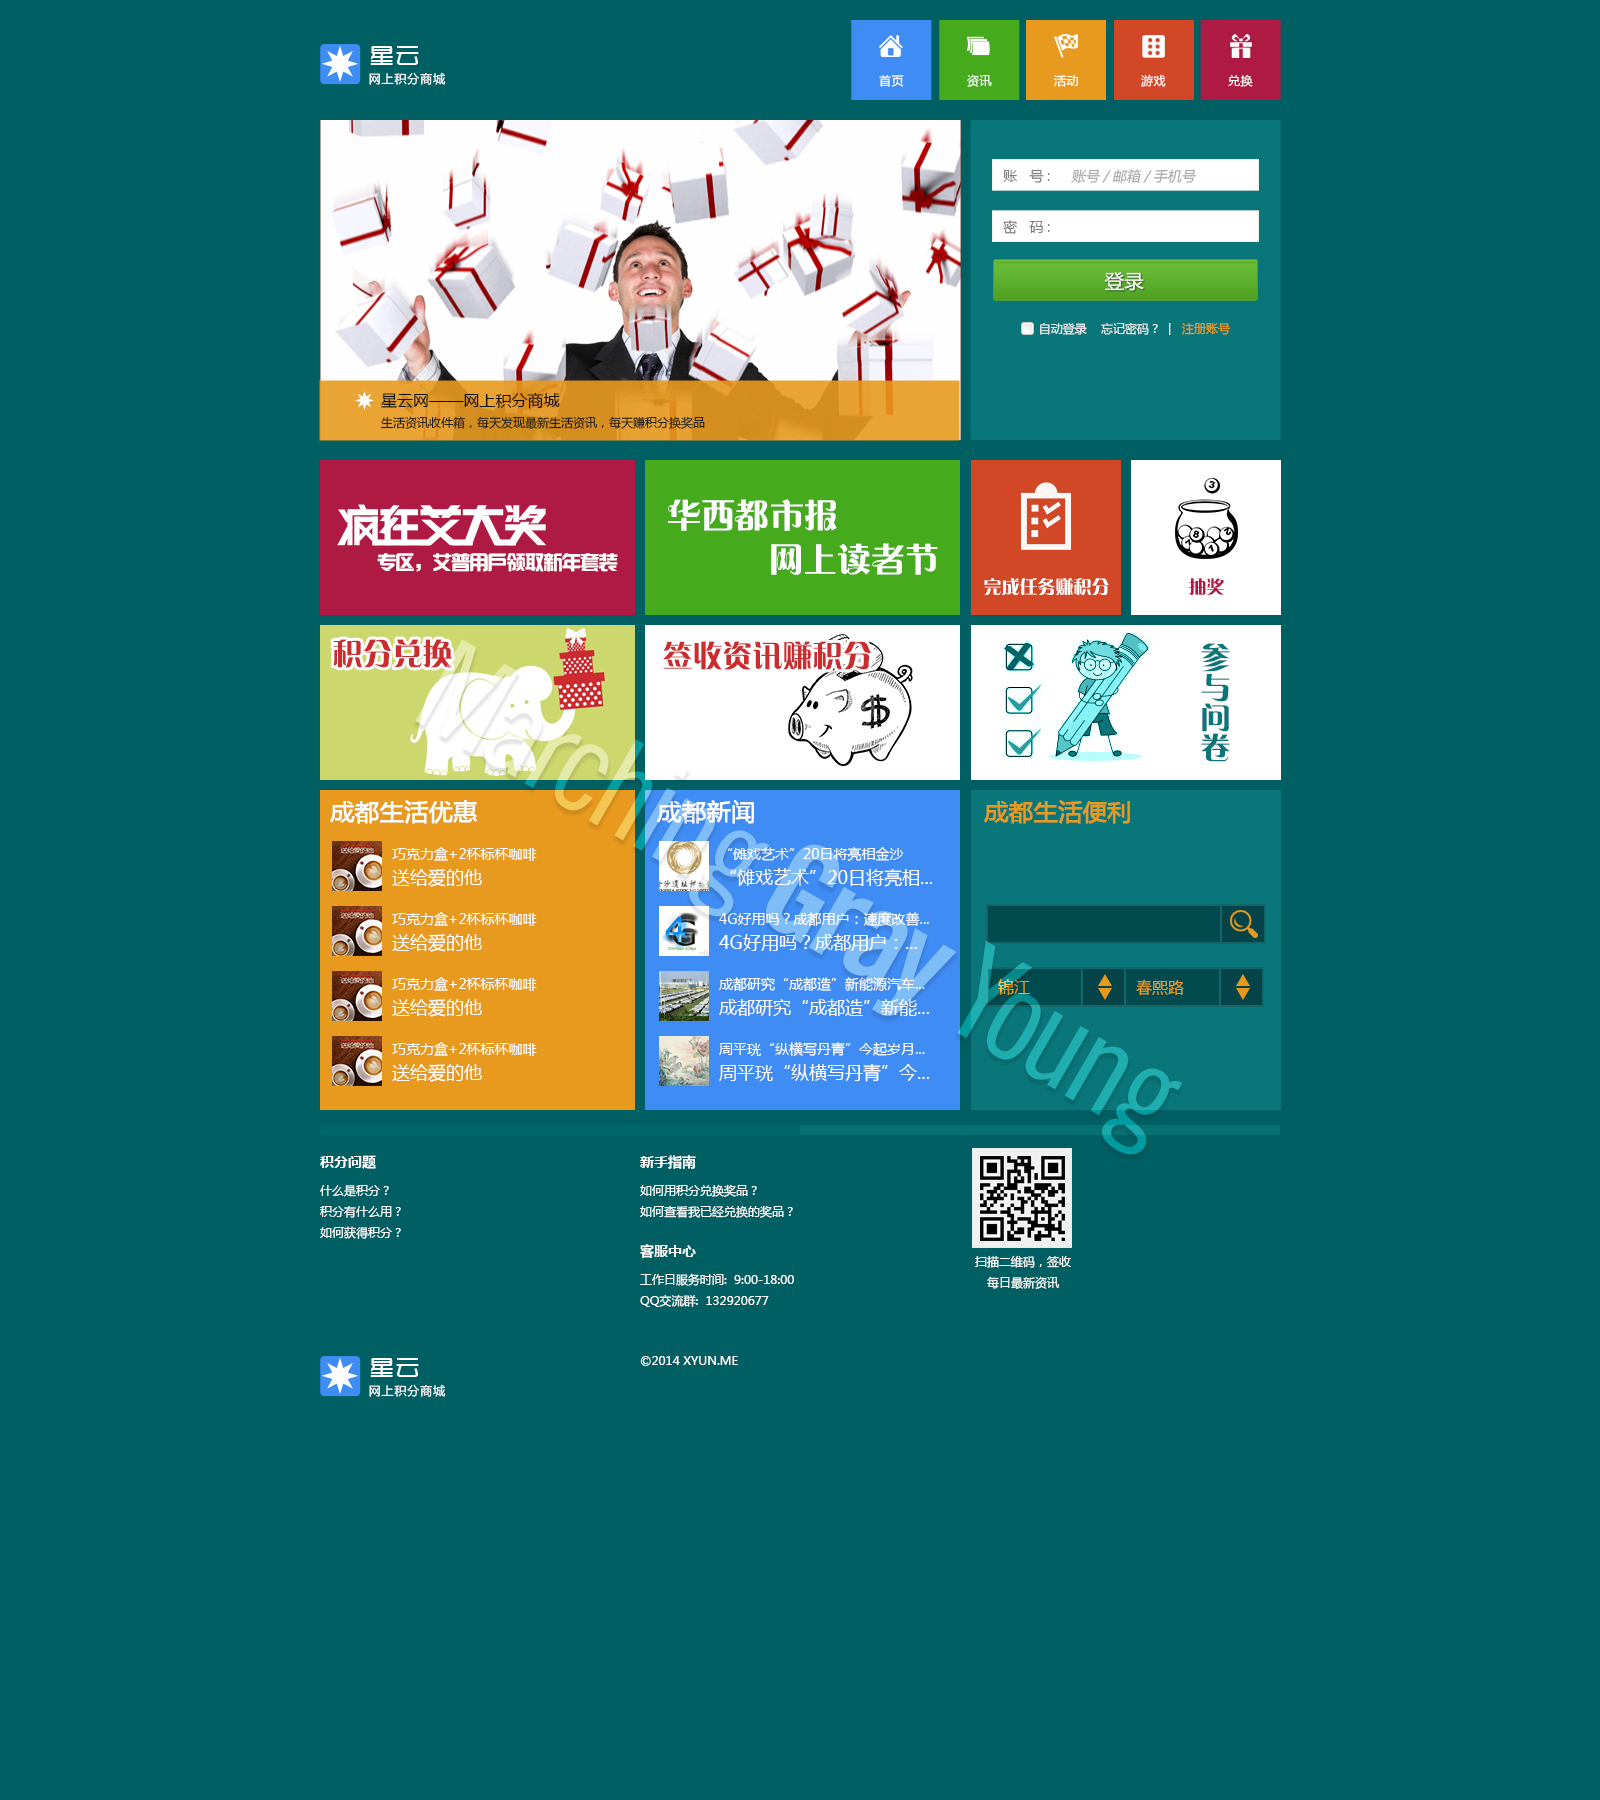 星云
网上积分商城
首页
资讯
活动
游戏
兑换
账 号： 账号 / 邮箱 / 手机号
密 码：
登录
自动登录 忘记密码？ | 注册账号
星云网——网上积分商城
生活资讯收件箱，每天发现最新生活资讯，每天赚积分换奖品
疯狂艾大奖
专区，艾普用戶领取新年套装
华西都市报
网上读者节
完成任务赚积分
抽奖
积分兑换
签收资讯赚积分
参与问卷
Marching Gray Young
成都生活优惠
巧克力盒+2杯标杯咖啡
送给爱的他
巧克力盒+2杯标杯咖啡
送给爱的他
巧克力盒+2杯标杯咖啡
送给爱的他
巧克力盒+2杯标杯咖啡
送给爱的他
成都新闻
“傩戏艺术”20日将亮相金沙
“傩戏艺术”20日将亮相...
4G好用吗？成都用户：速度改善...
4G好用吗？成都用户：...
成都研究“成都造”新能源汽车...
成都研究“成都造”新能...
周平珖“纵横写丹青”今起岁月...
周平珖“纵横写丹青”今...
成都生活便利
锦江
春熙路
积分问题
什么是积分？
积分有什么用？
如何获得积分？
新手指南
如何用积分兑换奖品？
如何查看我已经兑换的奖品？
客服中心
工作日服务时间: 9:00-18:00
QQ交流群: 132920677
扫描二维码，签收
每日最新资讯
星云
网上积分商城
©2014 XYUN.ME